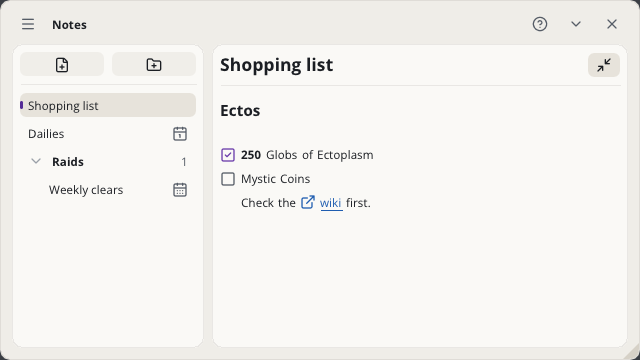 Notes
Shopping list
Dailies
Raids 1
Weekly clears
Shopping list
Ectos
250 Globs of Ectoplasm
Mystic Coins
Check the wiki first.